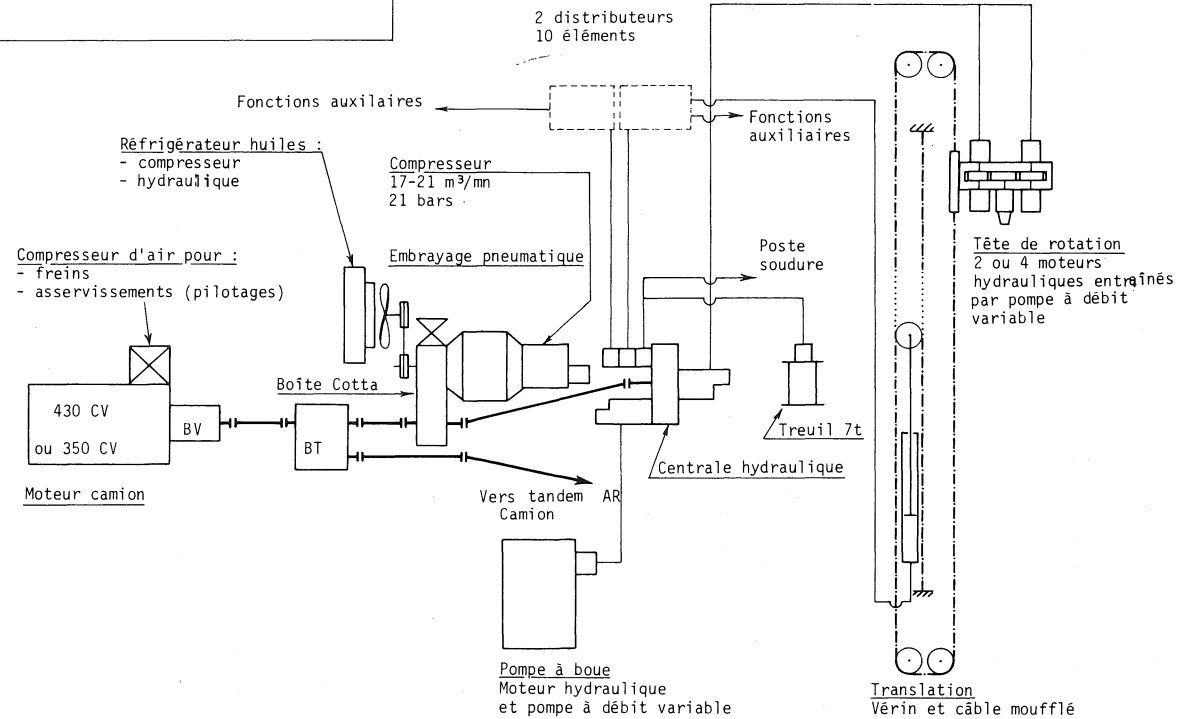 2 distributeurs
10 éléments
Fonctions auxilaires
Fonctions
auxiliaires
Réfrigérateur huiles :
- compresseur
- hydraulique
Compresseur
17-21 m³/mn
21 bars
Compresseur d'air pour :
- freins
- asservissements (pilotages)
Embrayage pneumatique
Poste
soudure
Tête de rotation
2 ou 4 moteurs
hydrauliques entraînés
par pompe à débit
variable
Boîte Cotta
430 CV
ou 350 CV
BV
BT
Treuil 7t
Centrale hydraulique
Moteur camion
Vers tandem AR
Camion
Pompe à boue
Moteur hydraulique
et pompe à débit variable
Translation
Vérin et câble moufflé